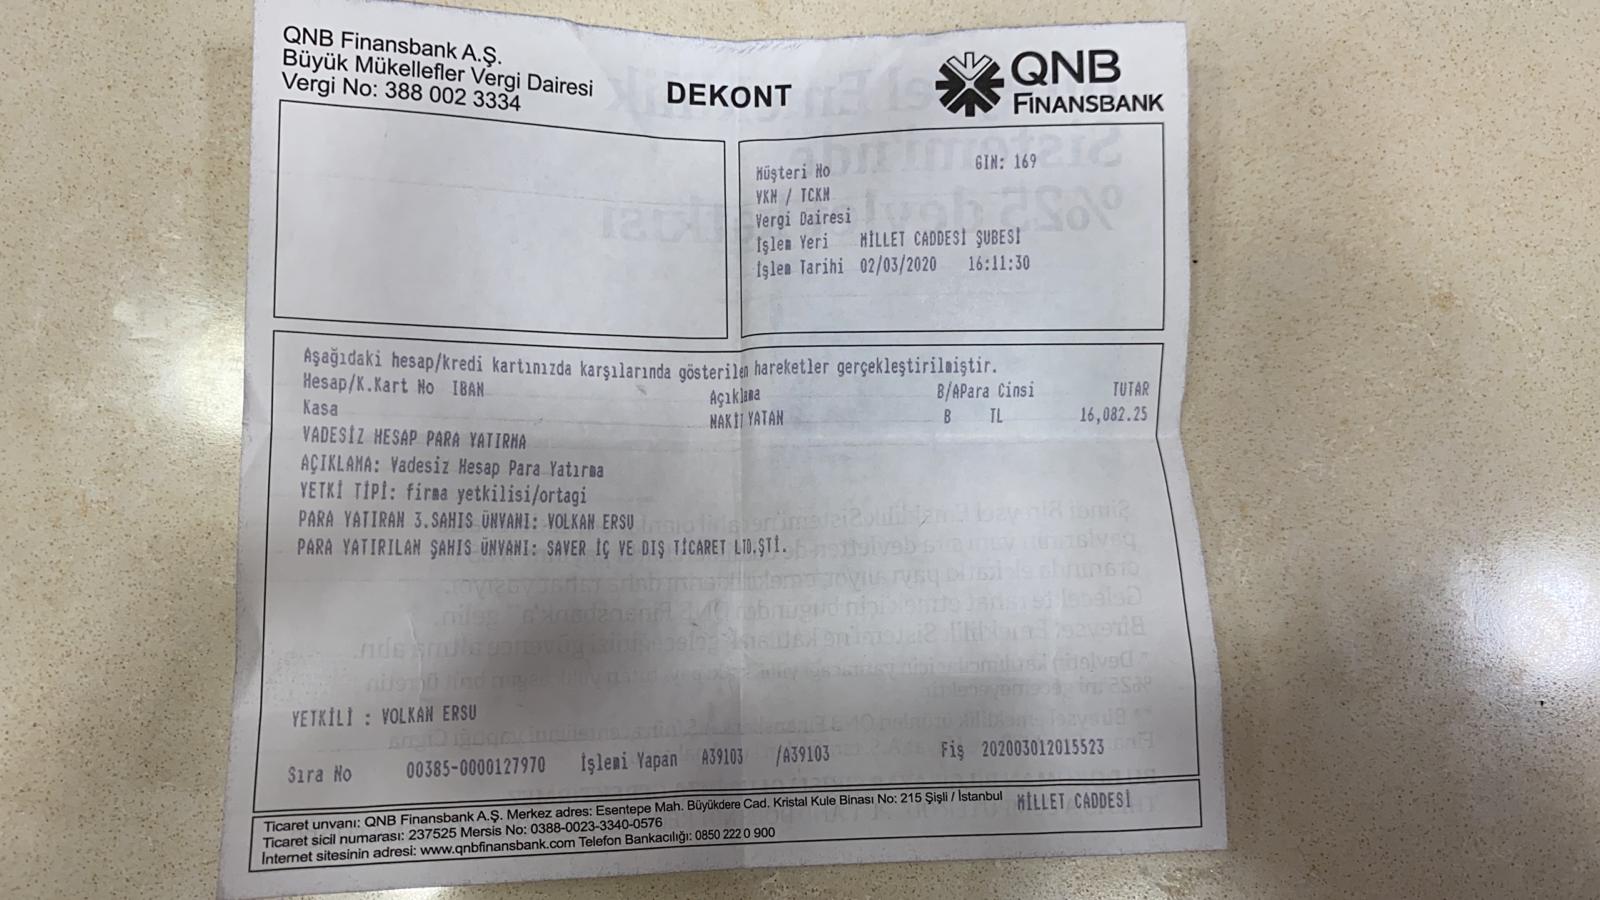 QNB Finansbank A.Ş.
Büyük Mükellefler Vergi Dairesi
Vergi No: 388 002 3334
DEKONT
QNB
FİNANSBANK
Müşteri No GIN: 169
VKN / TCKN
Vergi Dairesi
İşlem Yeri MİLLET CADDESİ ŞUBESİ
İşlem Tarihi 02/03/2020 16:11:30
Aşağıdaki hesap/kredi kartınızda karşılarında gösterilen hareketler gerçekleştirilmiştir.
Hesap/K.Kart No IBAN Açıklama B/APara Cinsi TUTAR
Kasa NAKİT YATAN B TL 16,082.25
VADESİZ HESAP PARA YATIRMA
AÇIKLAMA: Vadesiz Hesap Para Yatırma
YETKİ TİPİ: firma yetkilisi/ortagi
PARA YATIRAN 3.SAHIS ÜNVANI: VOLKAN ERSU
PARA YATIRILAN ŞAHIS ÜNVANI: SAVER İÇ VE DIŞ TİCARET LTD.ŞTİ.
YETKİLİ : VOLKAN ERSU
Sıra No 00385-0000127970 İşlemi Yapan A39103 /A39103 Fiş 202003012015523
Ticaret unvanı: QNB Finansbank A.Ş. Merkez adres: Esentepe Mah. Büyükdere Cad. Kristal Kule Binası No: 215 Şişli / İstanbul MİLLET CADDESİ
Ticaret sicil numarası: 237525 Mersis No: 0388-0023-3340-0576
İnternet sitesinin adresi: www.qnbfinansbank.com Telefon Bankacılığı: 0850 222 0 900